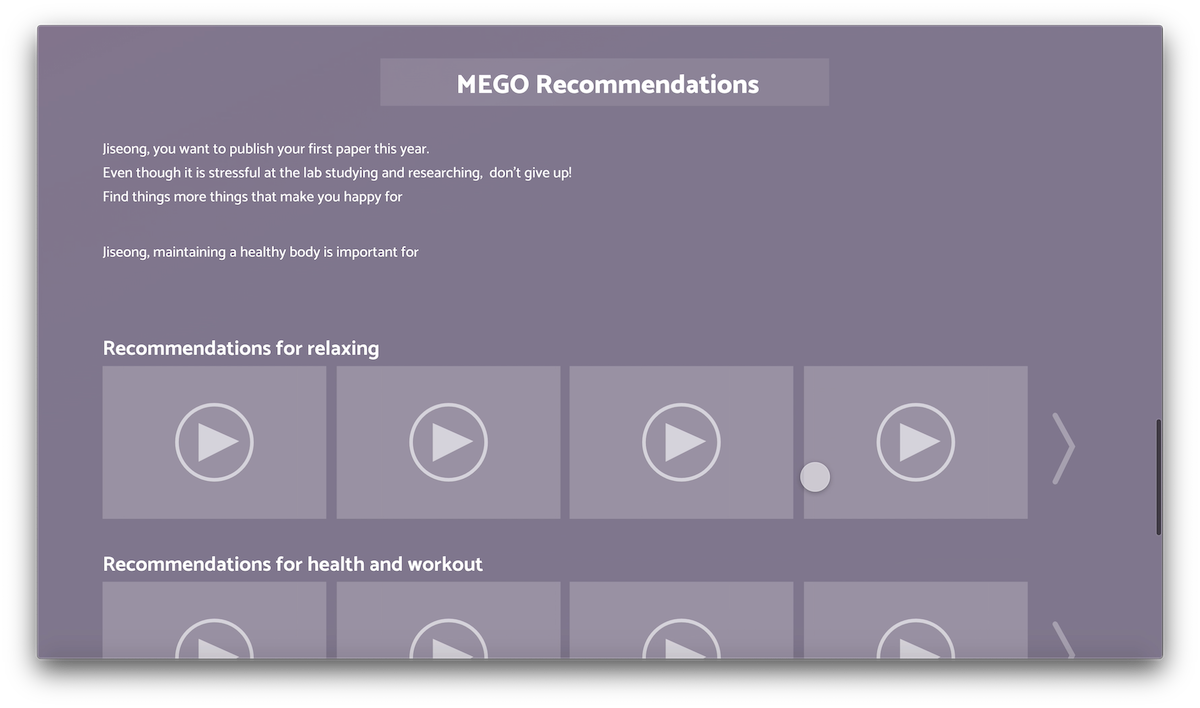 MEGO Recommendations
Jiseong, you want to publish your first paper this year.
Even though it is stressful at the lab studying and researching,  don't give up!
Find things more things that make you happy for
Jiseong, maintaining a healthy body is important for
Recommendations for relaxing
Recommendations for health and workout